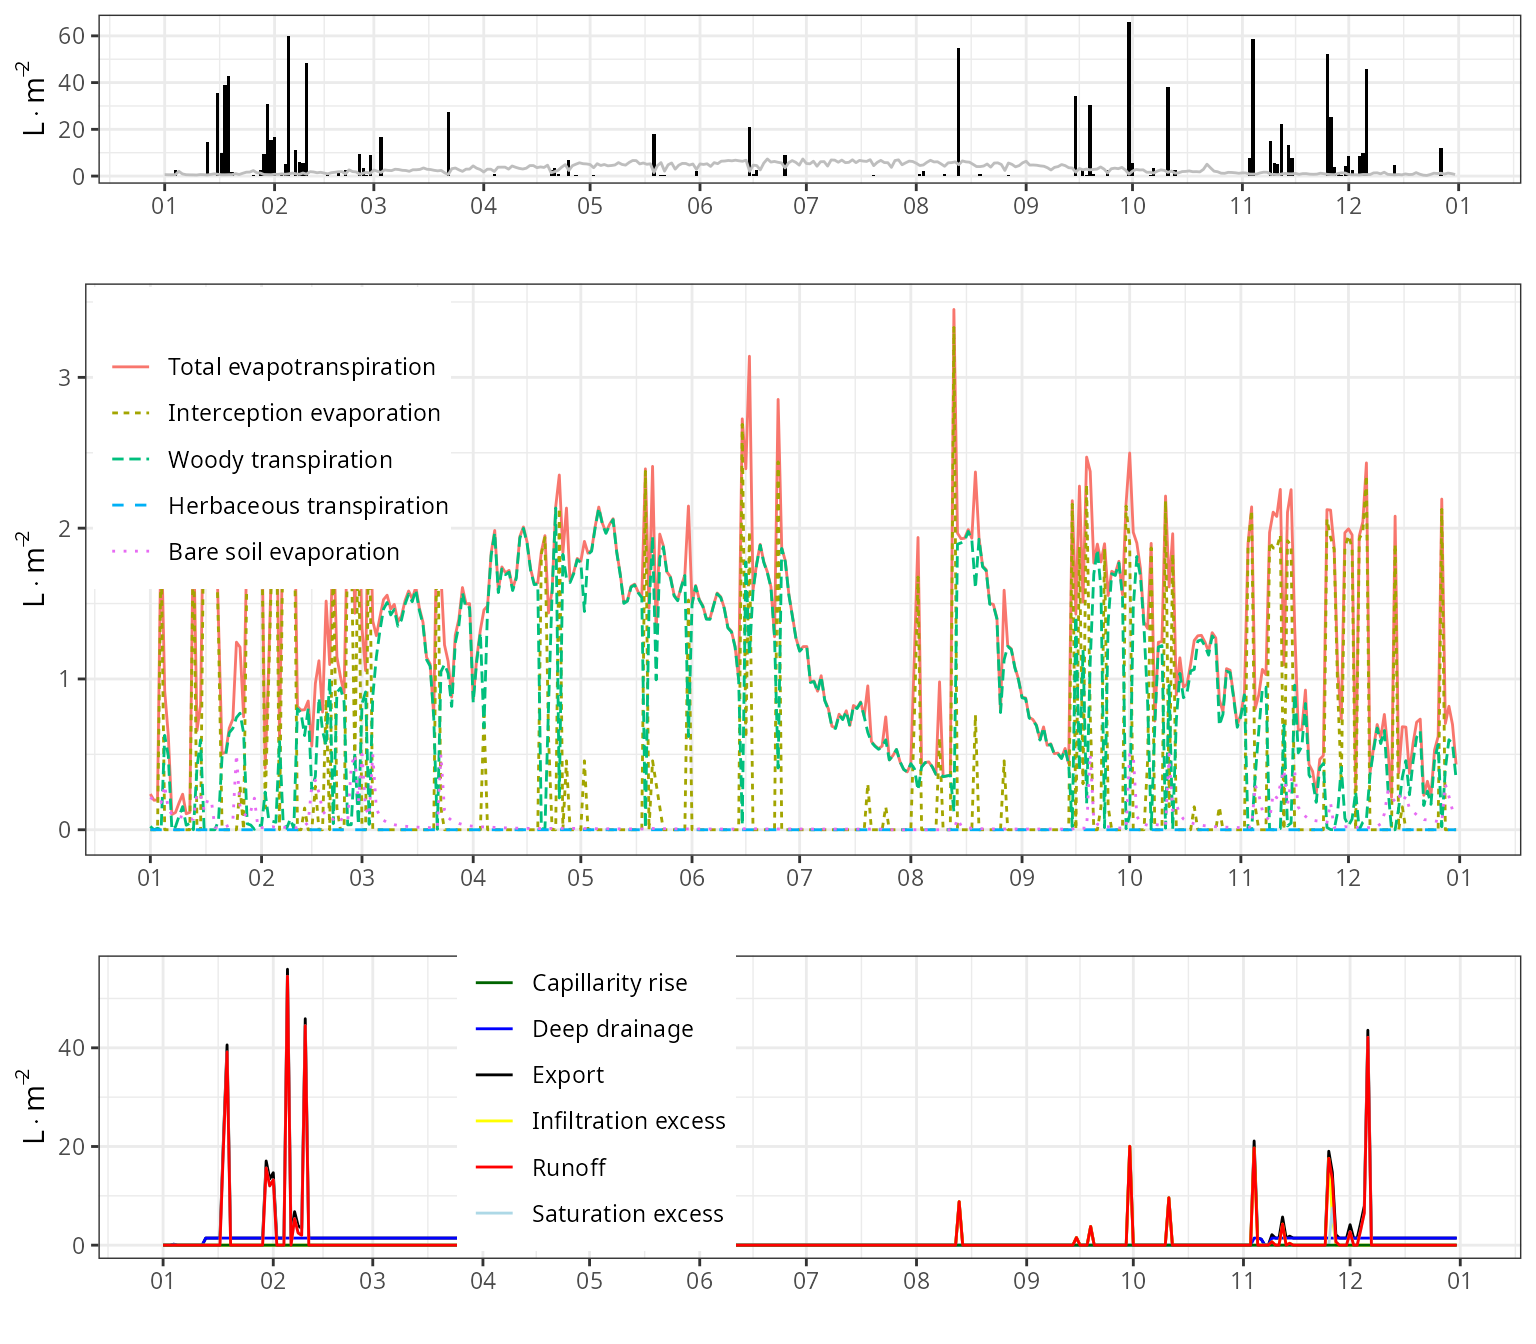 60
40
20
0
L · m⁻²
01 02 03 04 05 06 07 08 09 10 11 12 01
3
2
1
0
L · m⁻²
Total evapotranspiration
Interception evaporation
Woody transpiration
Herbaceous transpiration
Bare soil evaporation
01 02 03 04 05 06 07 08 09 10 11 12 01
40
20
0
L · m⁻²
Capillarity rise
Deep drainage
Export
Infiltration excess
Runoff
Saturation excess
01 02 03 04 05 06 07 08 09 10 11 12 01